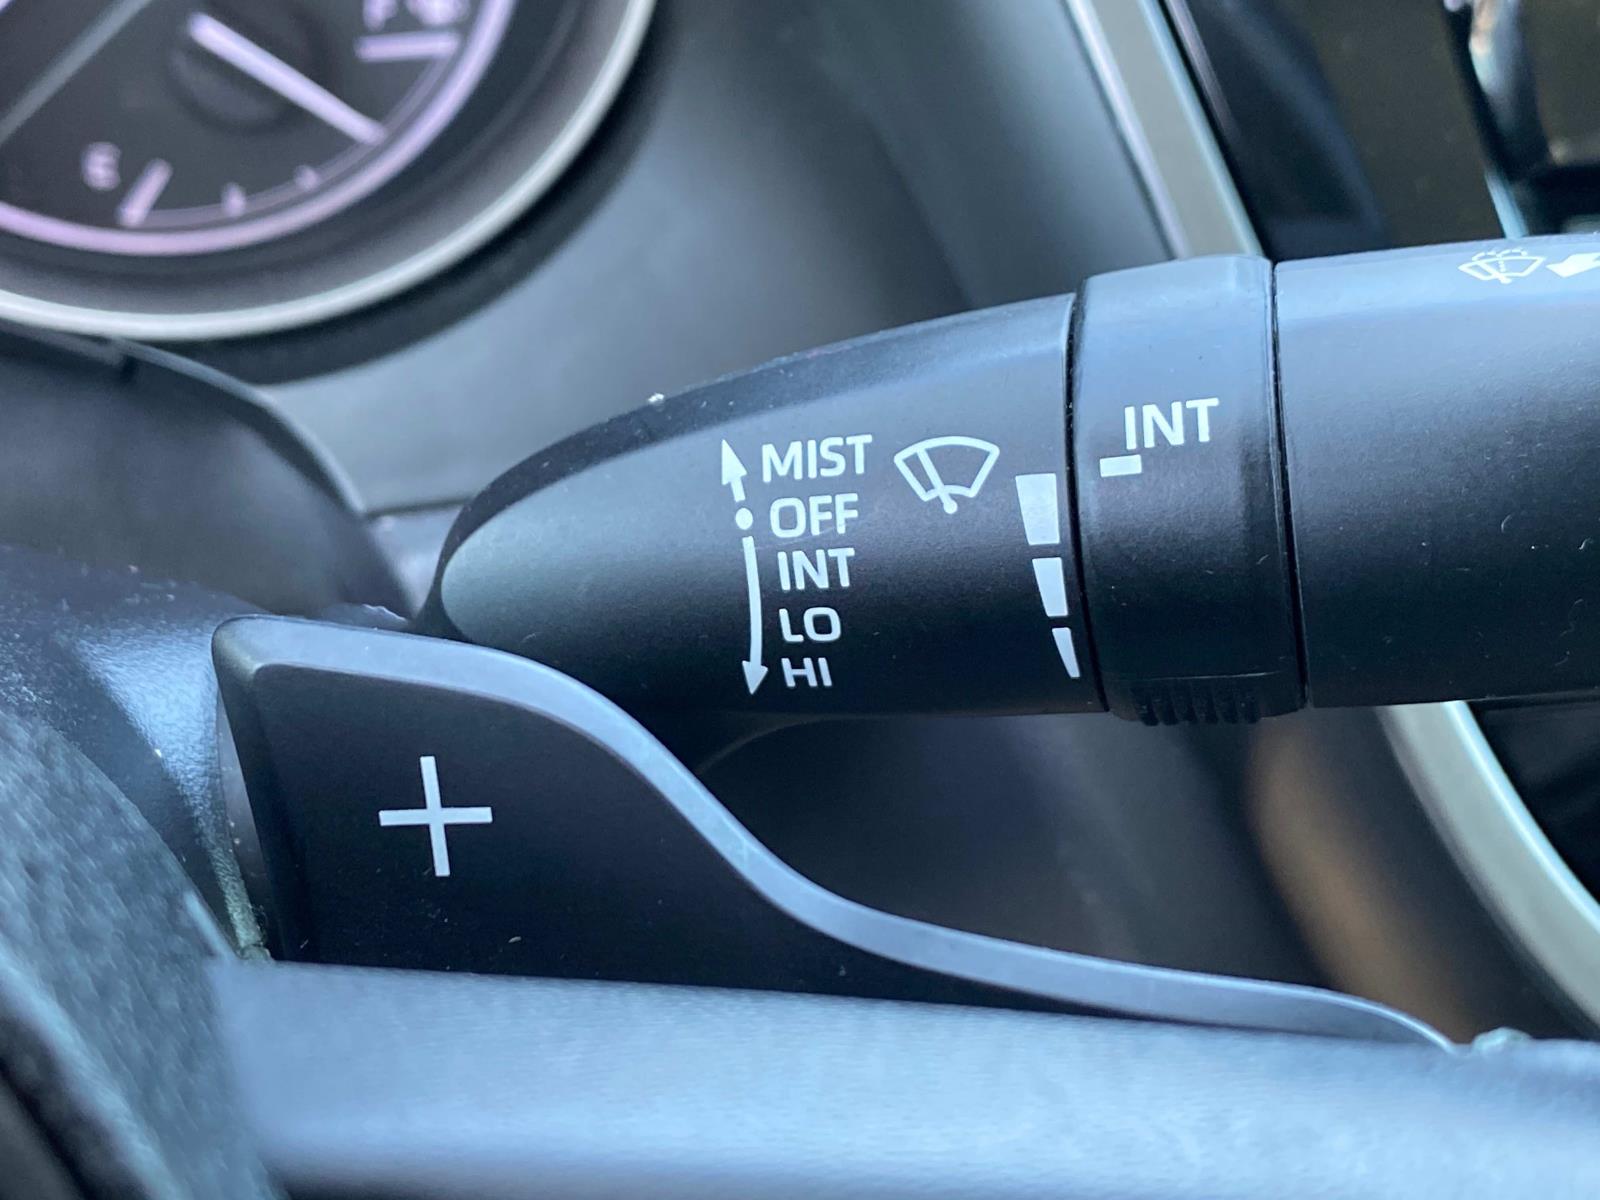 F
E
INT
MIST
OFF
INT
LO
HI
+